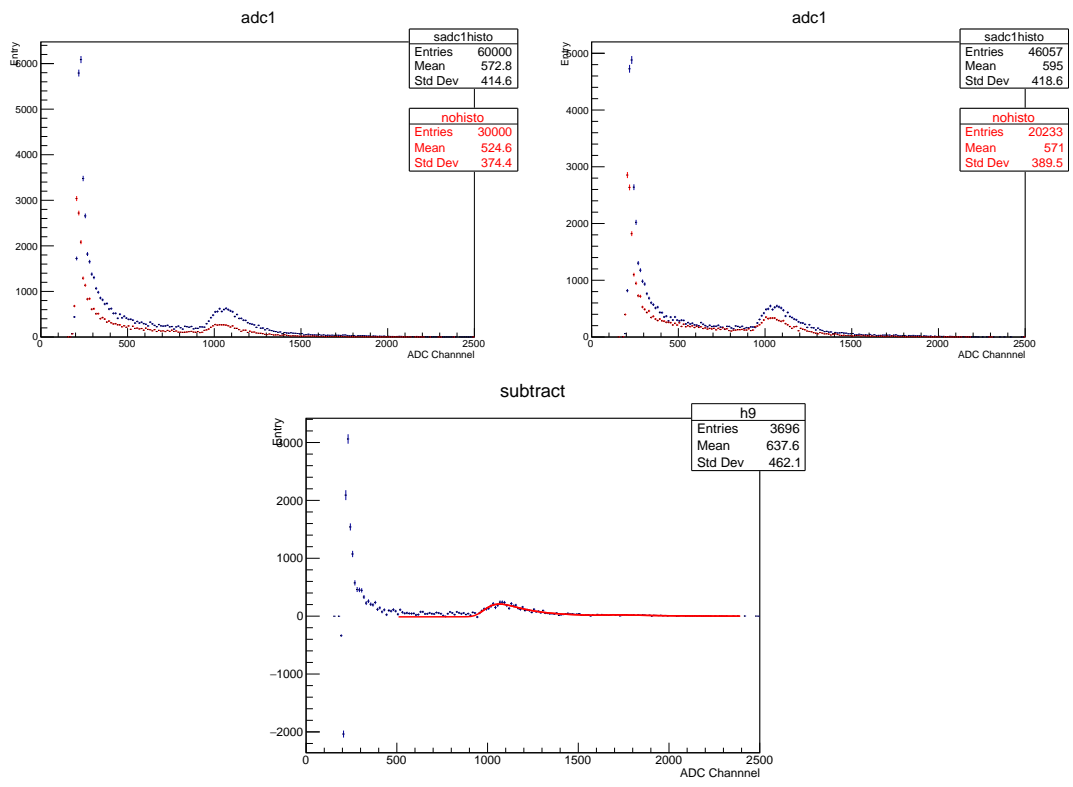 adc1
Entry
sadc1histo
Entries 60000
Mean 572.8
Std Dev 414.6
nohisto
Entries 30000
Mean 524.6
Std Dev 374.4
6000
5000
4000
3000
2000
1000
0
0 500 1000 1500 2000 2500
ADC Channnel
adc1
Entry
sadc1histo
Entries 46057
Mean 595
Std Dev 418.6
nohisto
Entries 20233
Mean 571
Std Dev 389.5
5000
4000
3000
2000
1000
0
0 500 1000 1500 2000 2500
ADC Channnel
subtract
Entry
h9
Entries 3696
Mean 637.6
Std Dev 462.1
3000
2000
1000
0
−1000
−2000
0 500 1000 1500 2000 2500
ADC Channnel